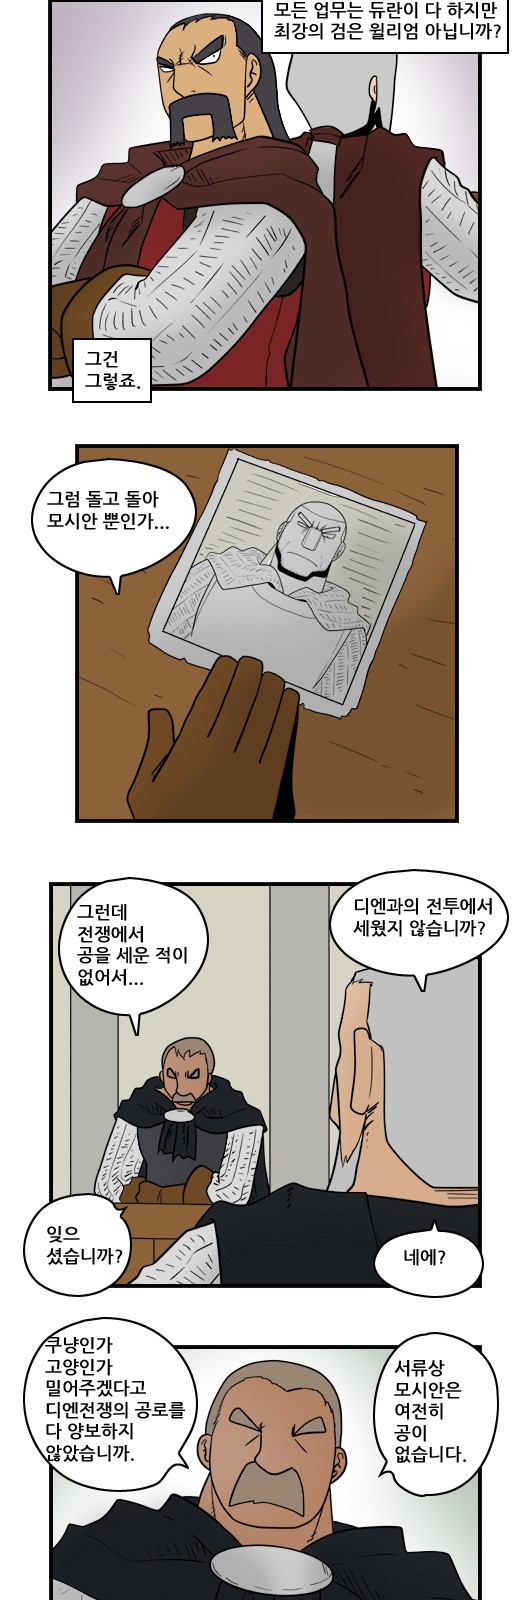 모든 업무는 듀란이 다 하지만
최강의 검은 윌리엄 아닙니까?
그건
그렇죠.
그럼 돌고 돌아
모시안 뿐인가...
그런데
전쟁에서
공을 세운 적이
없어서...
디엔과의 전투에서
세웠지 않습니까?
잊으
셨습니까?
네에?
쿠냥인가
고양인가
밀어주겠다고
디엔전쟁의 공로를
다 양보하지
않았습니까.
서류상
모시안은
여전히
공이
없습니다.